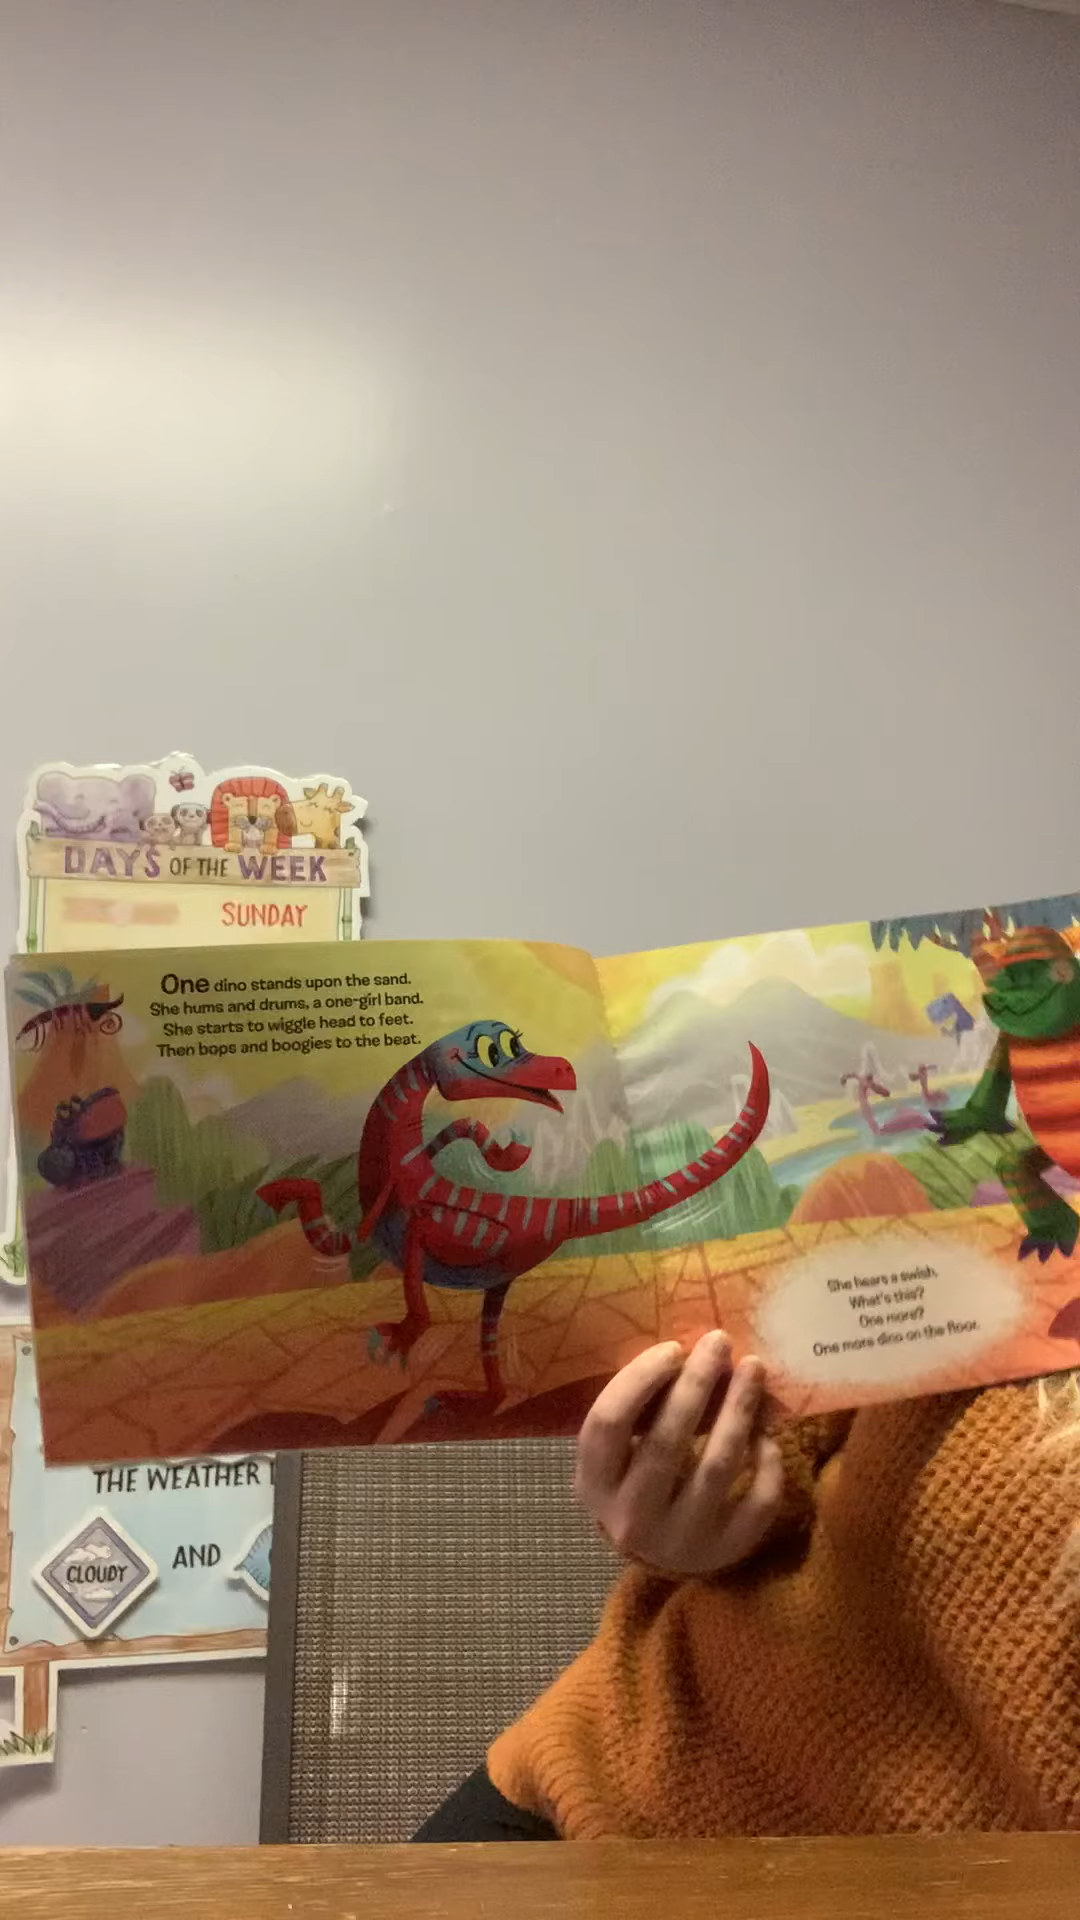 DAYS OF THE WEEK
SUNDAY
One dino stands upon the sand.
She hums and drums, a one-girl band.
She starts to wiggle head to feet.
Then bops and boogies to the beat.
She hears a swish.
What's this?
One more?
One more dino on the floor.
THE WEATHER
CLOUDY
AND